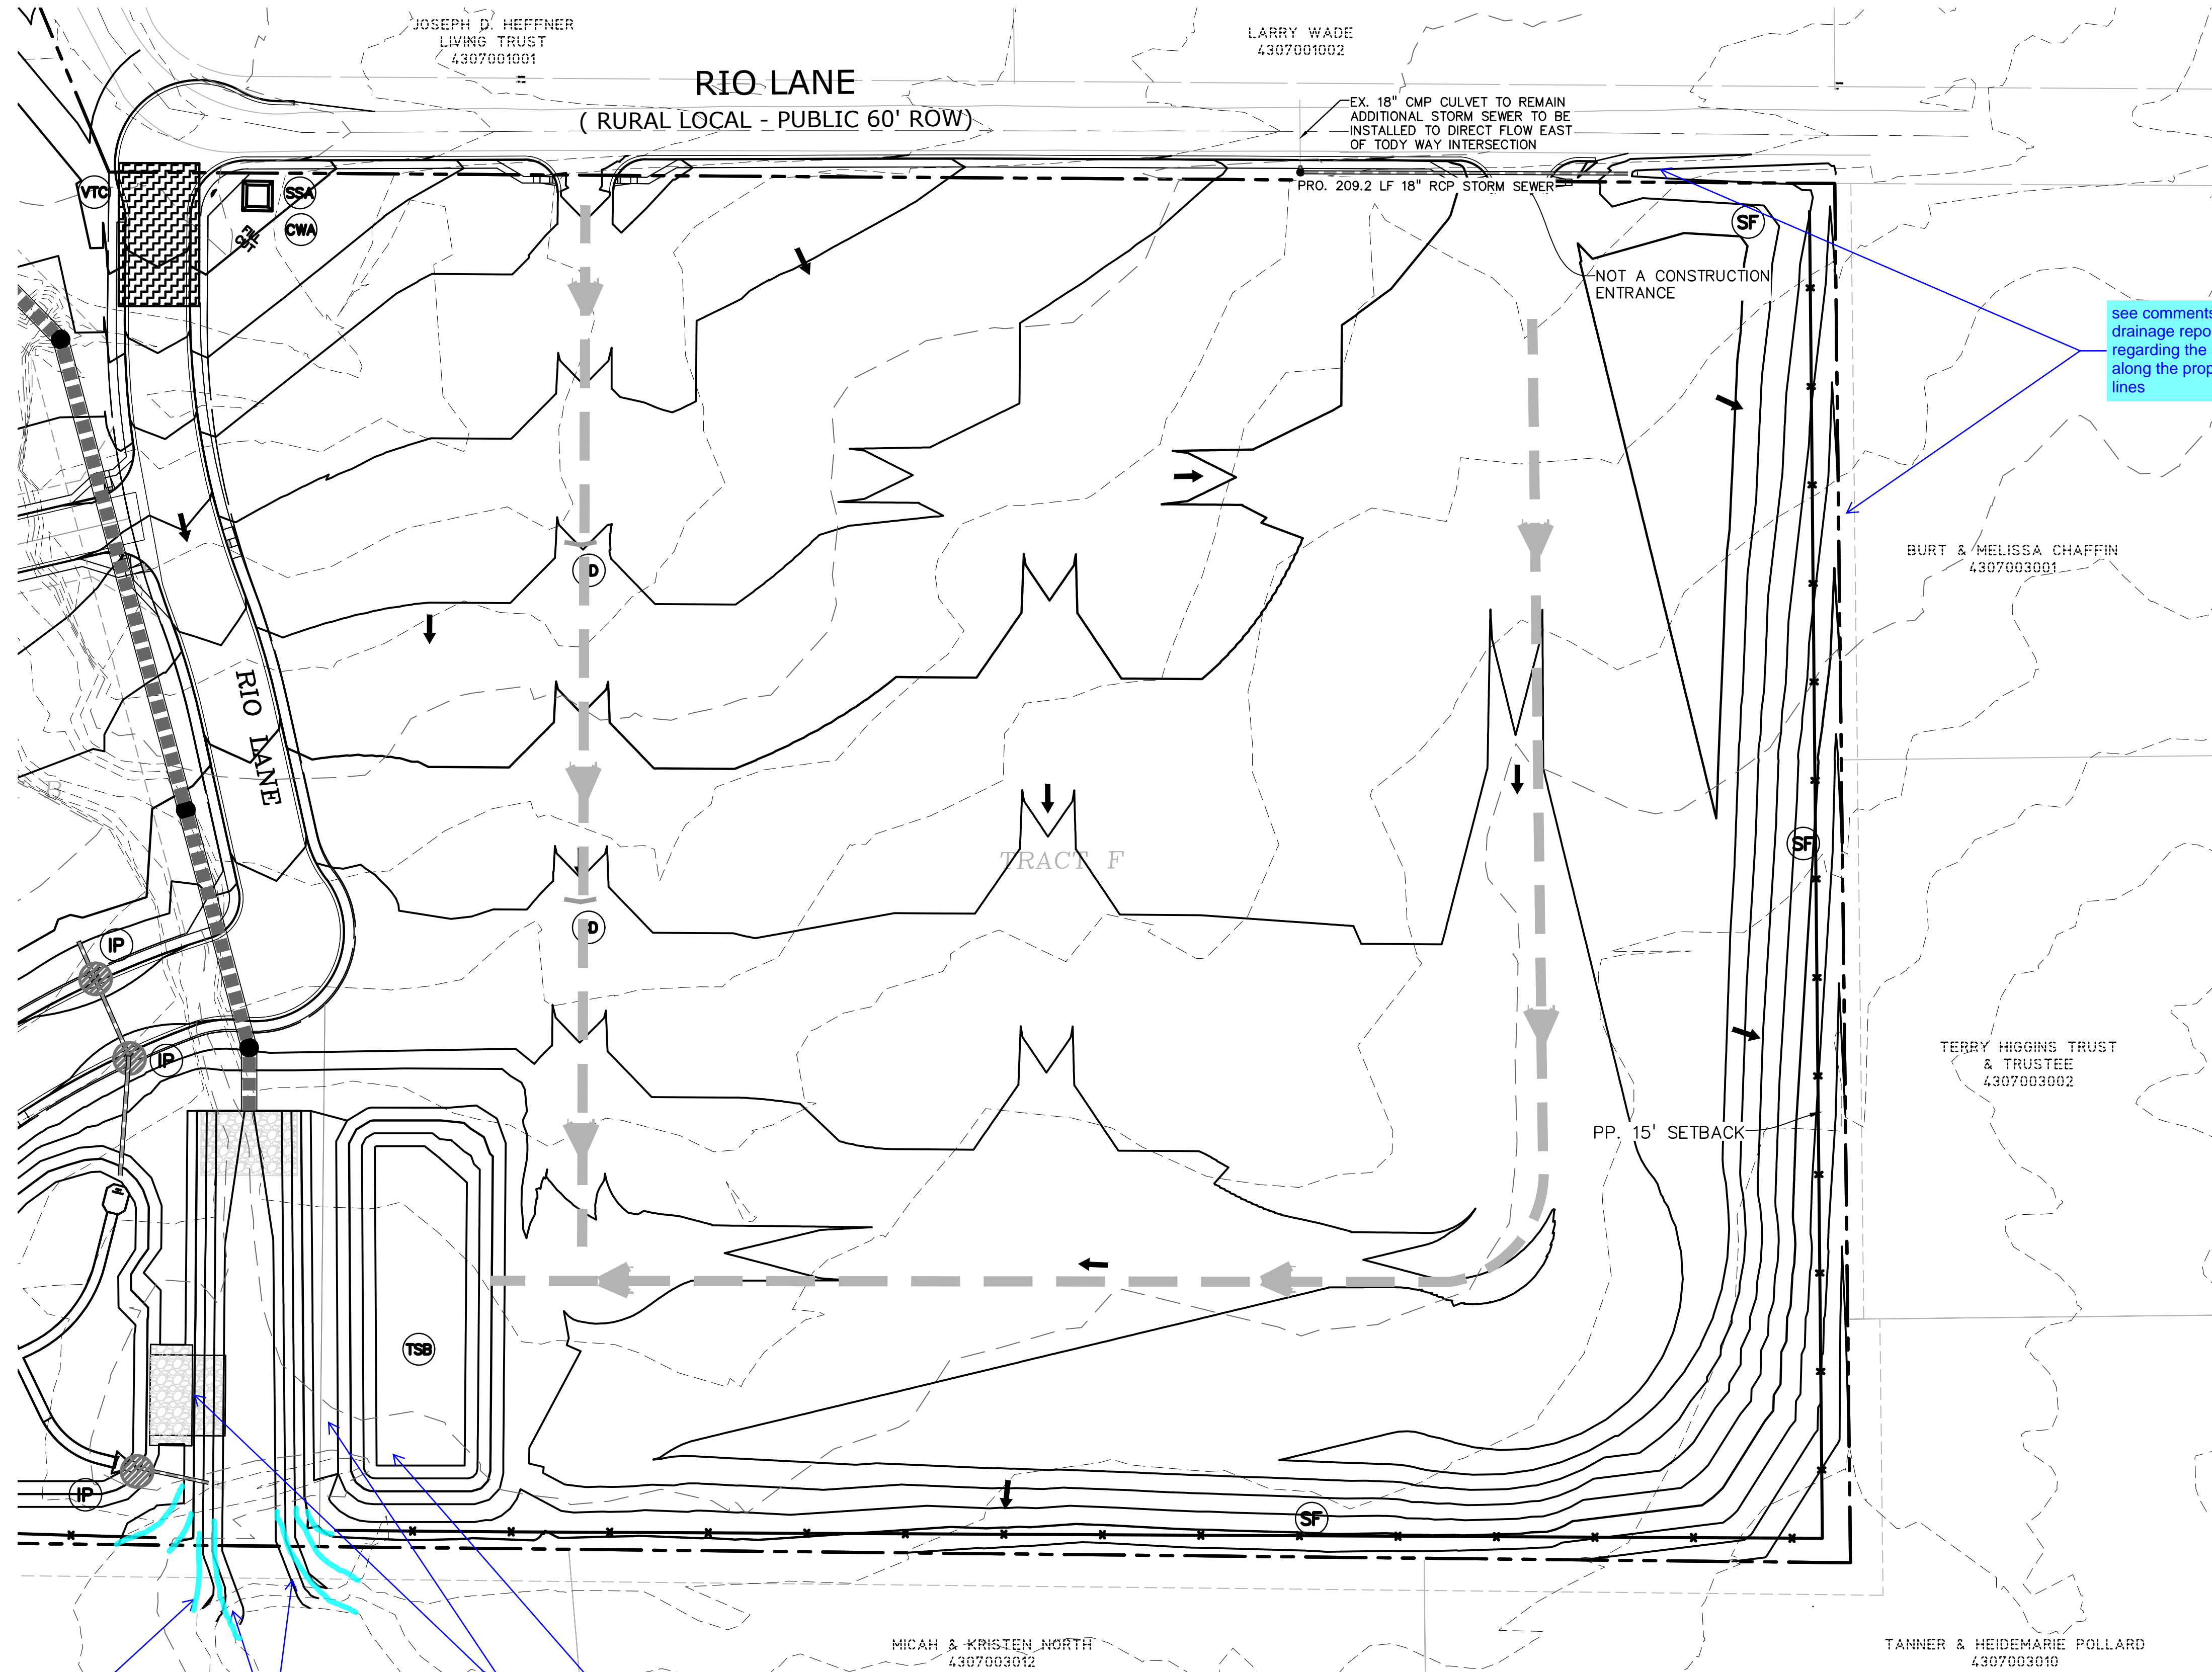 JOSEPH D. HEFFNER
LIVING TRUST
4307001001
LARRY WADE
4307001002
RIO LANE
( RURAL LOCAL - PUBLIC 60' ROW)
EX. 18" CMP CULVET TO REMAIN
ADDITIONAL STORM SEWER TO BE
INSTALLED TO DIRECT FLOW EAST
OF TODY WAY INTERSECTION
PRO. 209.2 LF 18" RCP STORM SEWER
VTC
SSA
CWA
FILL
CUT
SF
NOT A CONSTRUCTION
ENTRANCE
see comments
drainage repo
regarding the
along the prop
lines
BURT & MELISSA CHAFFIN
4307003001
RIO LANE
B
TRACT F
SF
IP
IP
TERRY HIGGINS TRUST
& TRUSTEE
4307003002
PP. 15' SETBACK
TSB
IP
SF
MICAH & KRISTEN NORTH
4307003012
TANNER & HEIDEMARIE POLLARD
4307003010